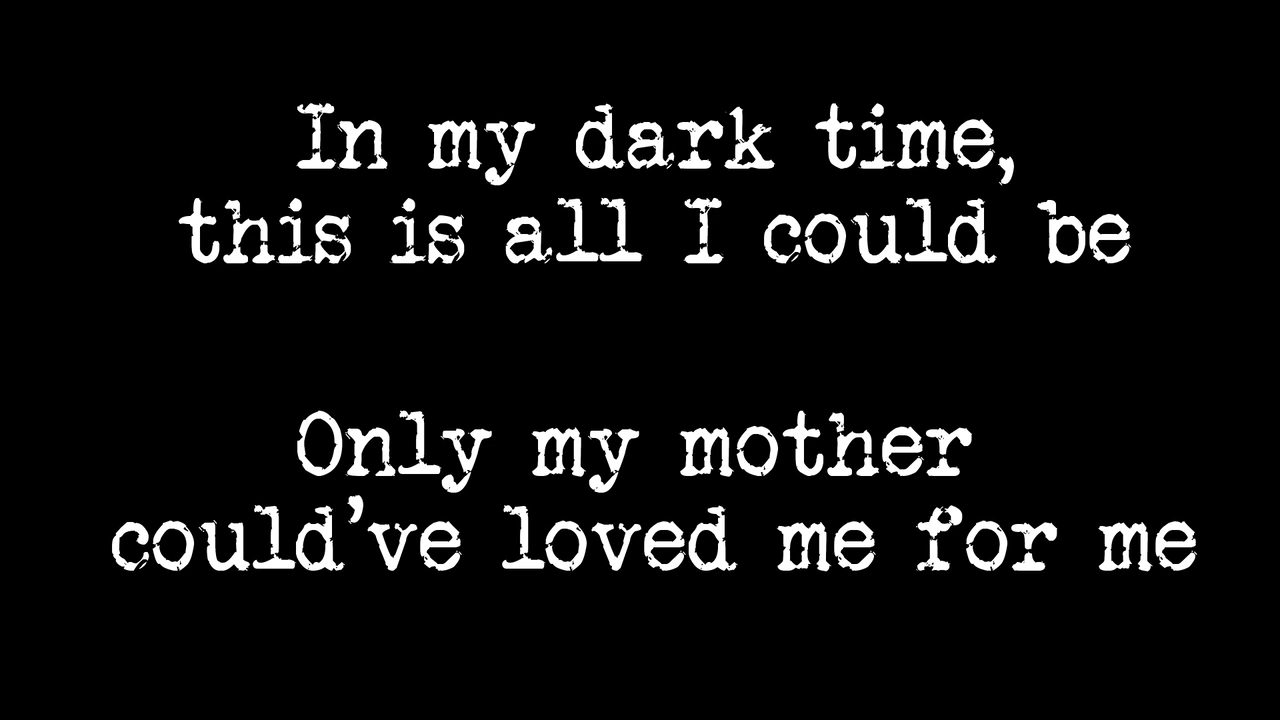 In my dark time,
this is all I could be
Only my mother
could’ve loved me for me